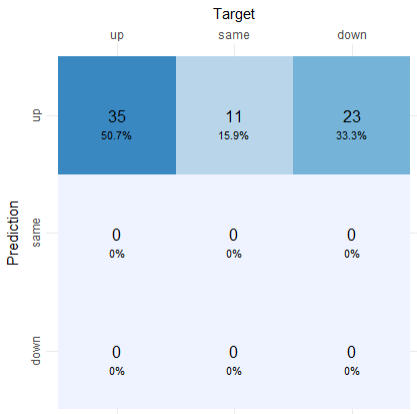 Target
up same down
up
35 11 23
50.7% 15.9% 33.3%
Prediction
same
0 0 0
0% 0% 0%
down
0 0 0
0% 0% 0%